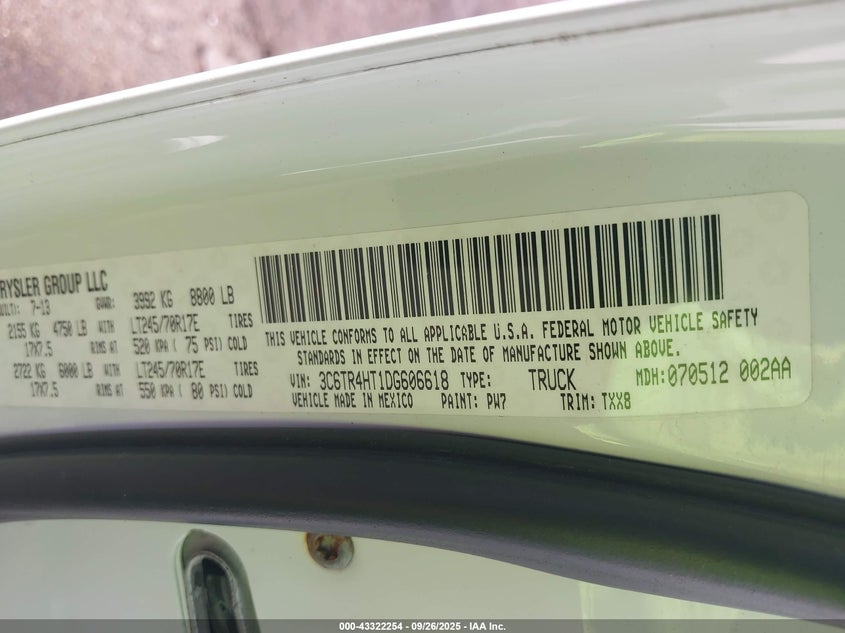 RYSLER GROUP LLC
UILT: 7-13 GVWR: 3992 KG 8800 LB
2155 KG 4750 LB WITH LT245/70R17E TIRES
17X7.5 RIMS AT 520 KPA ( 75 PSI) COLD
2722 KG 6000 LB WITH LT245/70R17E TIRES
17X7.5 RIMS AT 550 KPA ( 80 PSI) COLD
THIS VEHICLE CONFORMS TO ALL APPLICABLE U.S.A. FEDERAL MOTOR VEHICLE SAFETY
STANDARDS IN EFFECT ON THE DATE OF MANUFACTURE SHOWN ABOVE.
VIN: 3C6TR4HT1DG606618 TYPE: TRUCK MDH:070512 002AA
VEHICLE MADE IN MEXICO PAINT: PW7 TRIM: TXX8
000-43322254 - 09/26/2025 - IAA Inc.